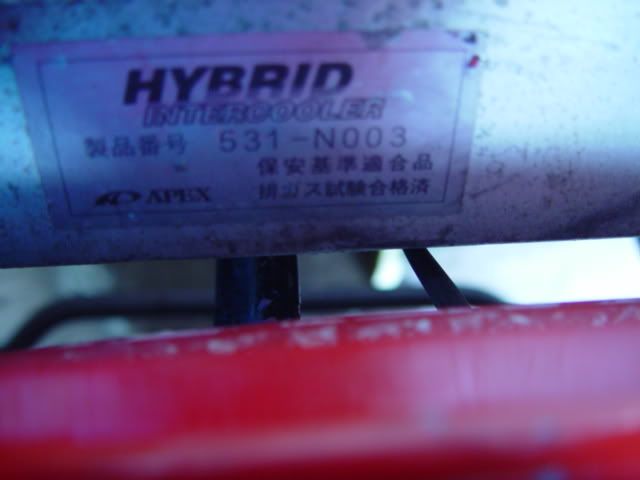 HYBRID
INTERCOOLER
製品番号 531-N003
保安基準適合品
APEX 排ガス試験合格済